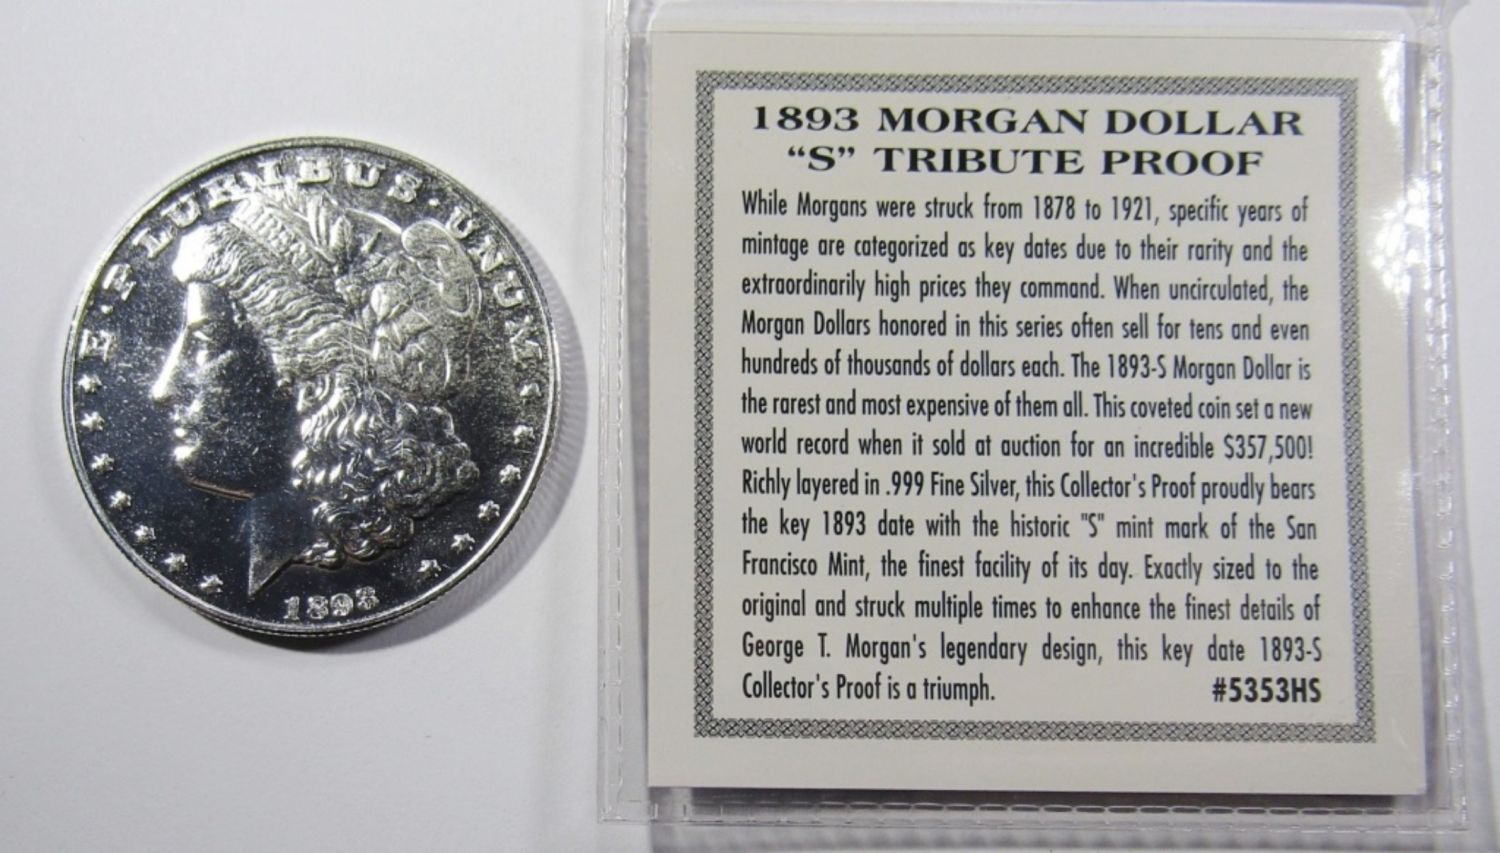 E·PLURIBUS·UNUM
LIBERTY
1893
1893 MORGAN DOLLAR
“S” TRIBUTE PROOF
While Morgans were struck from 1878 to 1921, specific years of
mintage are categorized as key dates due to their rarity and the
extraordinarily high prices they command. When uncirculated, the
Morgan Dollars honored in this series often sell for tens and even
hundreds of thousands of dollars each. The 1893-S Morgan Dollar is
the rarest and most expensive of them all. This coveted coin set a new
world record when it sold at auction for an incredible $357,500!
Richly layered in .999 Fine Silver, this Collector's Proof proudly bears
the key 1893 date with the historic "S" mint mark of the San
Francisco Mint, the finest facility of its day. Exactly sized to the
original and struck multiple times to enhance the finest details of
George T. Morgan's legendary design, this key date 1893-S
Collector's Proof is a triumph. #5353HS